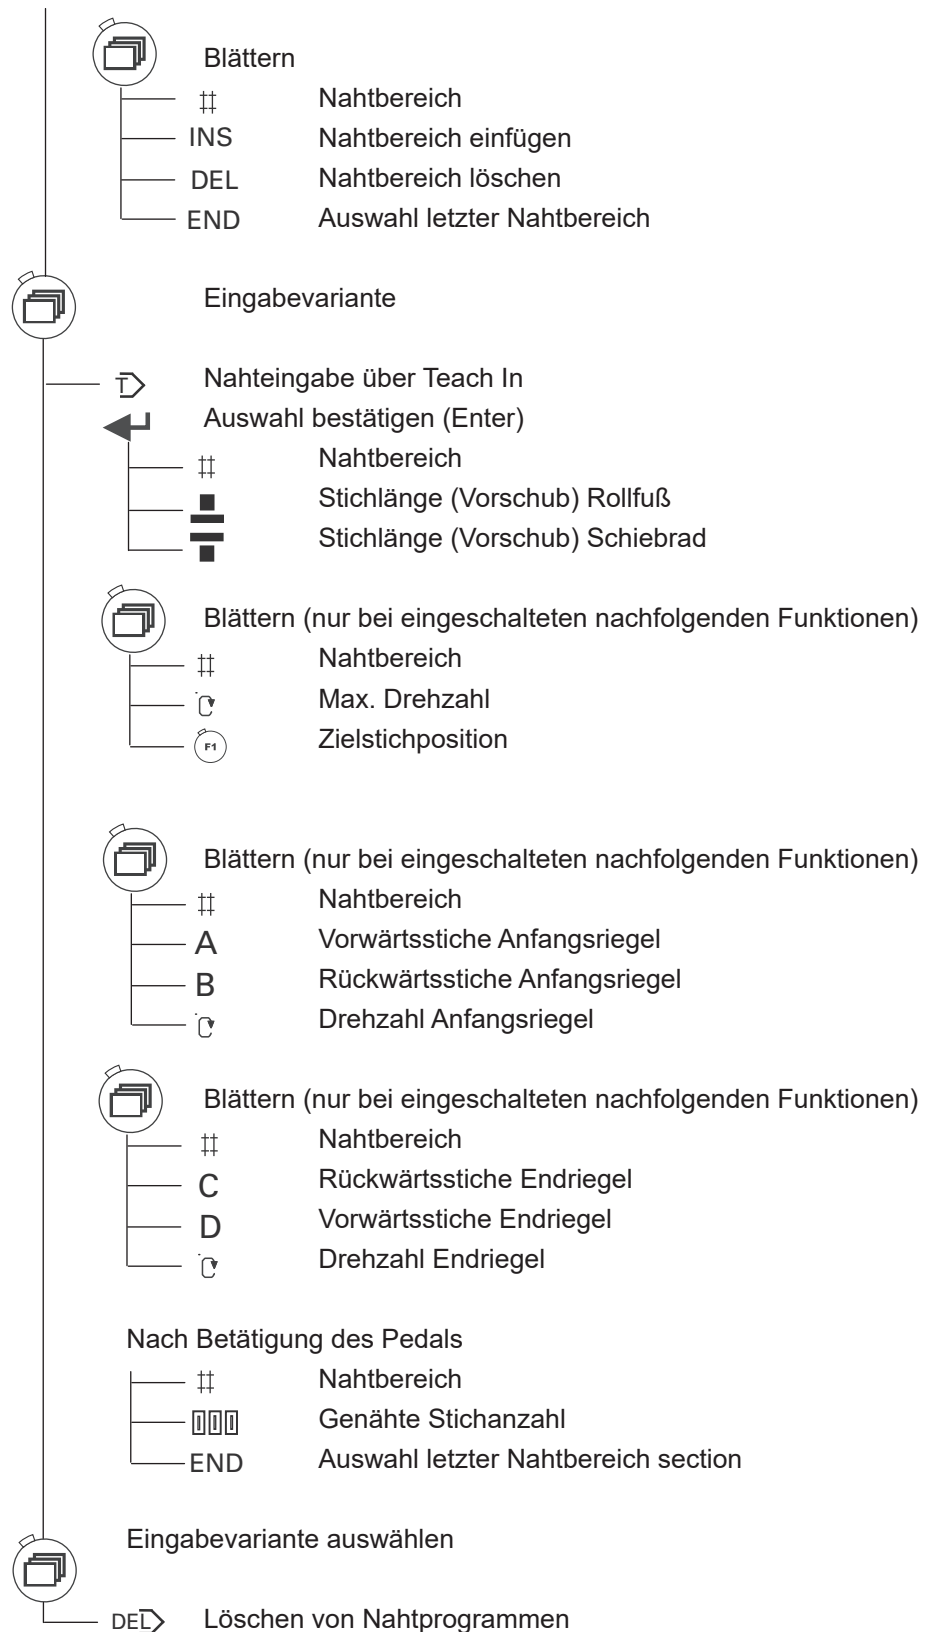 Blättern
Nahtbereich
INS Nahtbereich einfügen
DEL Nahtbereich löschen
END Auswahl letzter Nahtbereich
Eingabevariante
T Nahteingabe über Teach In
Auswahl bestätigen (Enter)
Nahtbereich
Stichlänge (Vorschub) Rollfuß
Stichlänge (Vorschub) Schiebrad
Blättern (nur bei eingeschalteten nachfolgenden Funktionen)
Nahtbereich
Max. Drehzahl
F1 Zielstichposition
Blättern (nur bei eingeschalteten nachfolgenden Funktionen)
Nahtbereich
A Vorwärtsstiche Anfangsriegel
B Rückwärtsstiche Anfangsriegel
Drehzahl Anfangsriegel
Blättern (nur bei eingeschalteten nachfolgenden Funktionen)
Nahtbereich
C Rückwärtsstiche Endriegel
D Vorwärtsstiche Endriegel
Drehzahl Endriegel
Nach Betätigung des Pedals
Nahtbereich
Genähte Stichanzahl
END Auswahl letzter Nahtbereich section
Eingabevariante auswählen
DEL Löschen von Nahtprogrammen